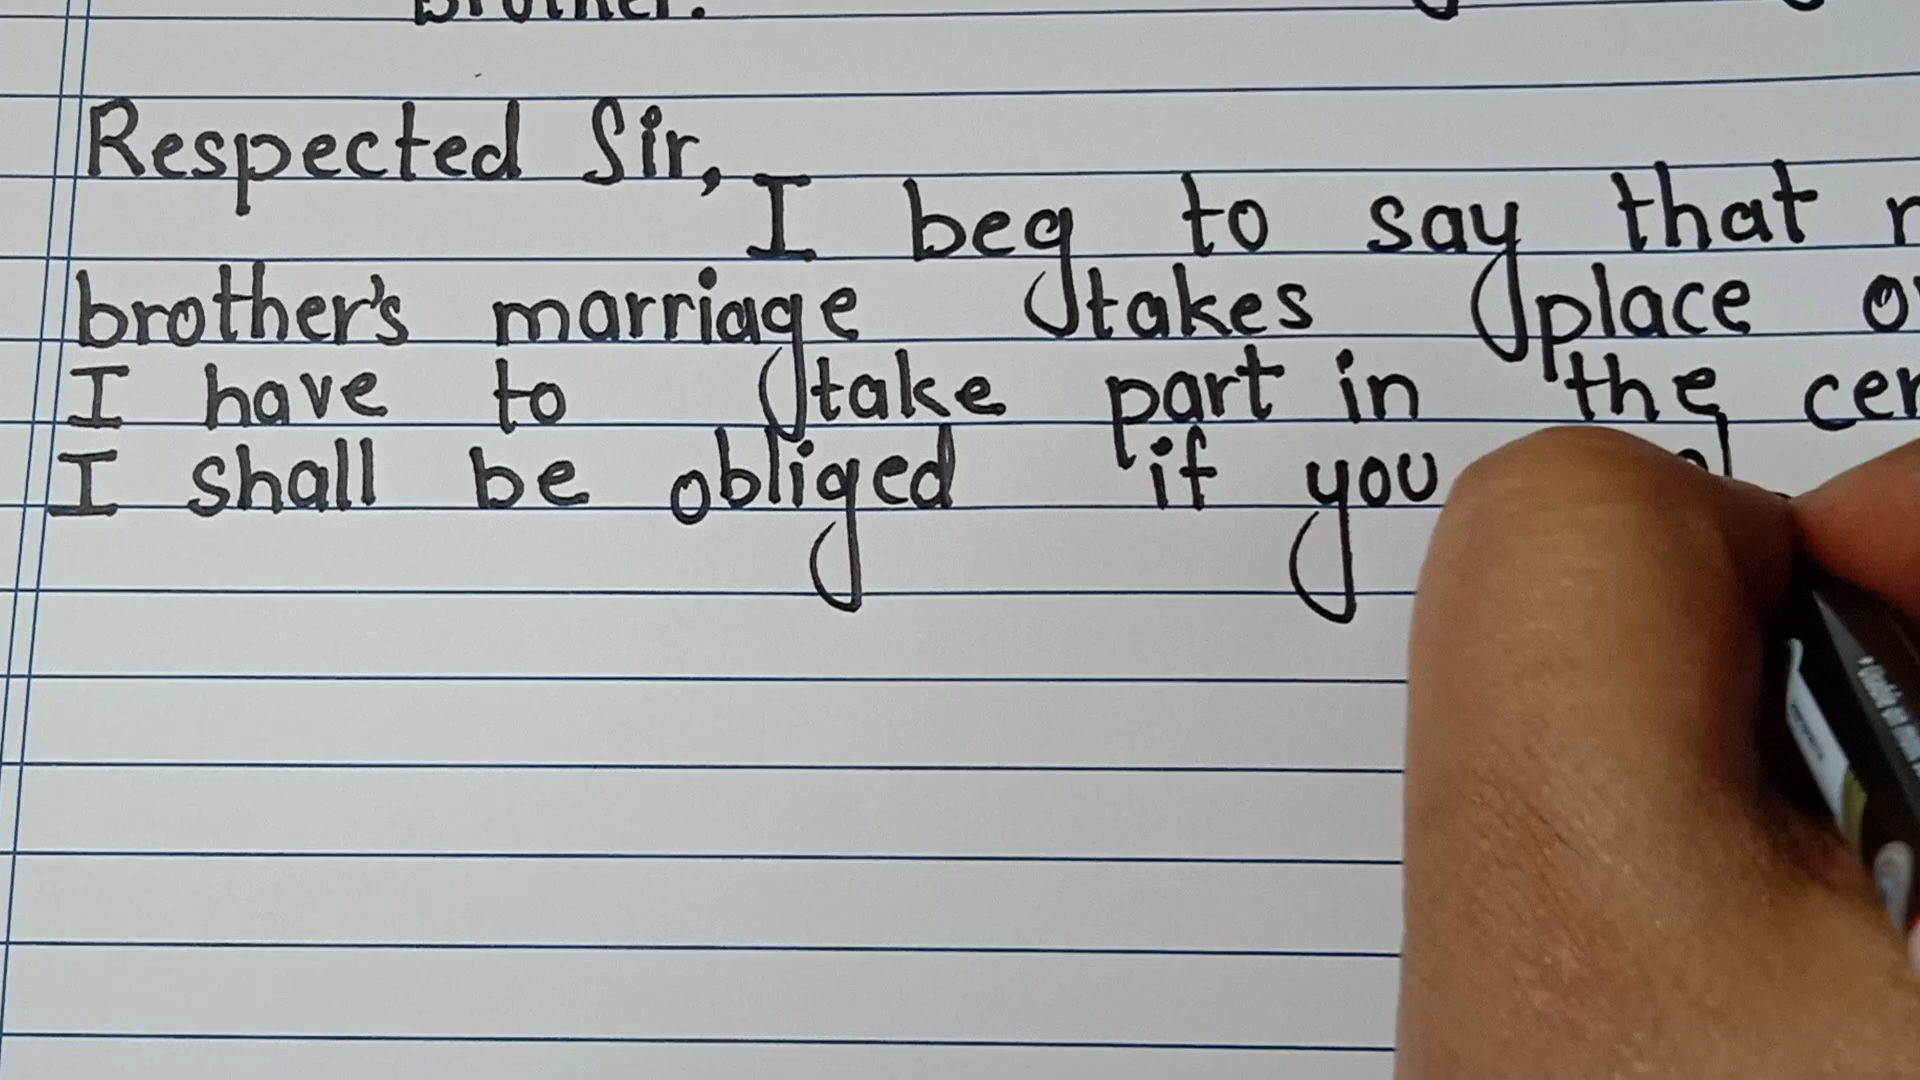 Respected Sir,
I beg to say that
brother's marriage takes place
I have to take part in the
I shall be obliged if you